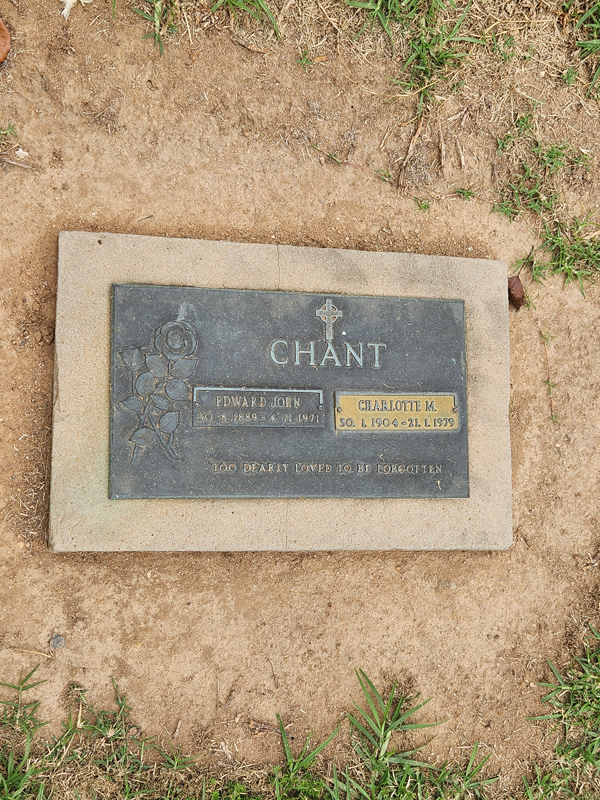 CHANT
EDWARD JOHN
30. 8. 1889 - 4. 11. 1971
CHARLOTTE M.
30. 1. 1904 - 21. 1. 1979
"TOO DEARLY LOVED TO BE FORGOTTEN"